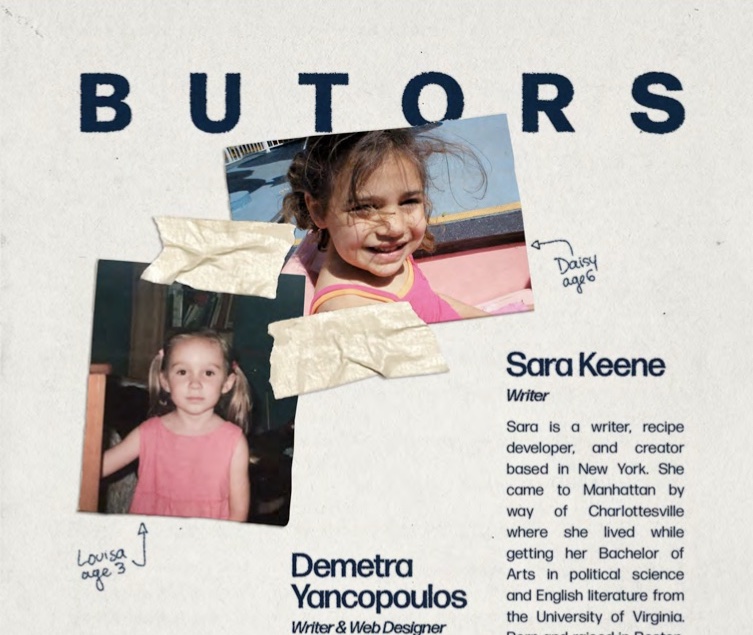 BUTORS
Daisy
age 6
Louisa
age 3
Sara Keene
Writer
Sara is a writer, recipe
developer, and creator
based in New York. She
came to Manhattan by
way of Charlottesville
where she lived while
getting her Bachelor of
Arts in political science
and English literature from
the University of Virginia.
Demetra
Yancopoulos
Writer & Web Designer